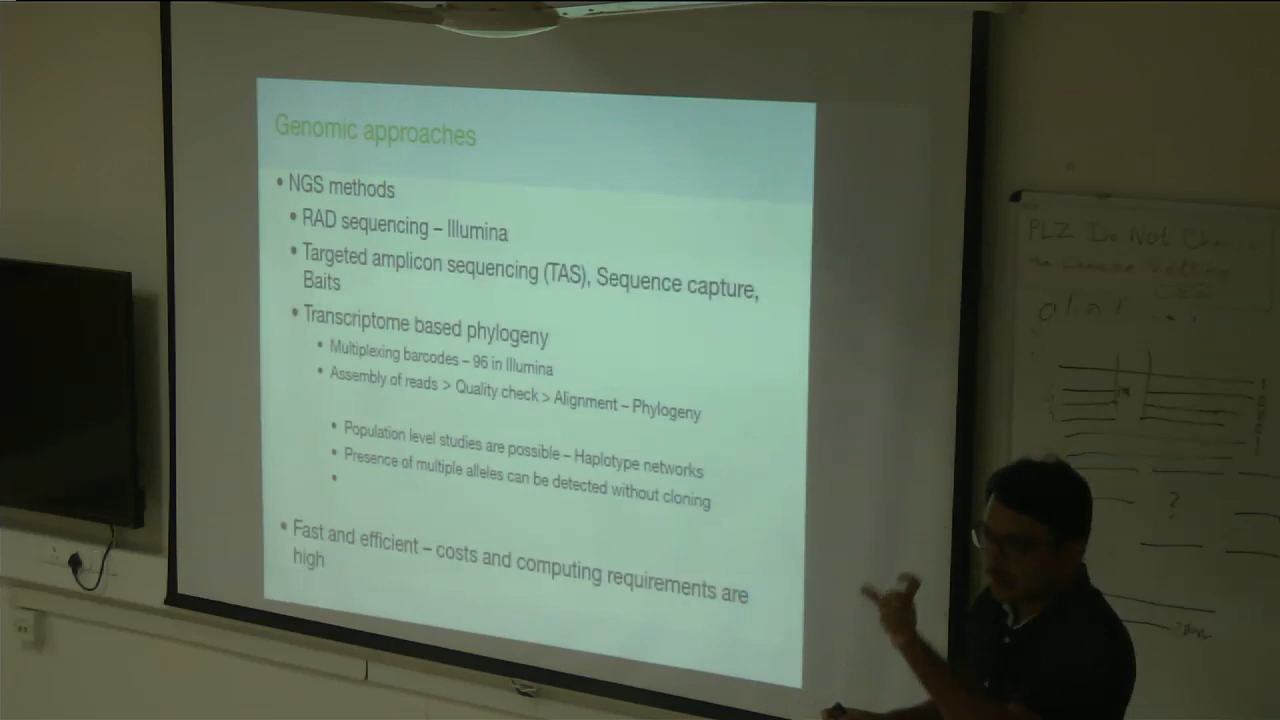 Genomic approaches
• NGS methods
• RAD sequencing – Illumina
• Targeted amplicon sequencing (TAS), Sequence capture,
Baits
• Transcriptome based phylogeny
• Multiplexing barcodes – 96 in Illumina
• Assembly of reads > Quality check > Alignment – Phylogeny
• Population level studies are possible – Haplotype networks
• Presence of multiple alleles can be detected without cloning
•
• Fast and efficient – costs and computing requirements are
high
PLZ Do Not
?